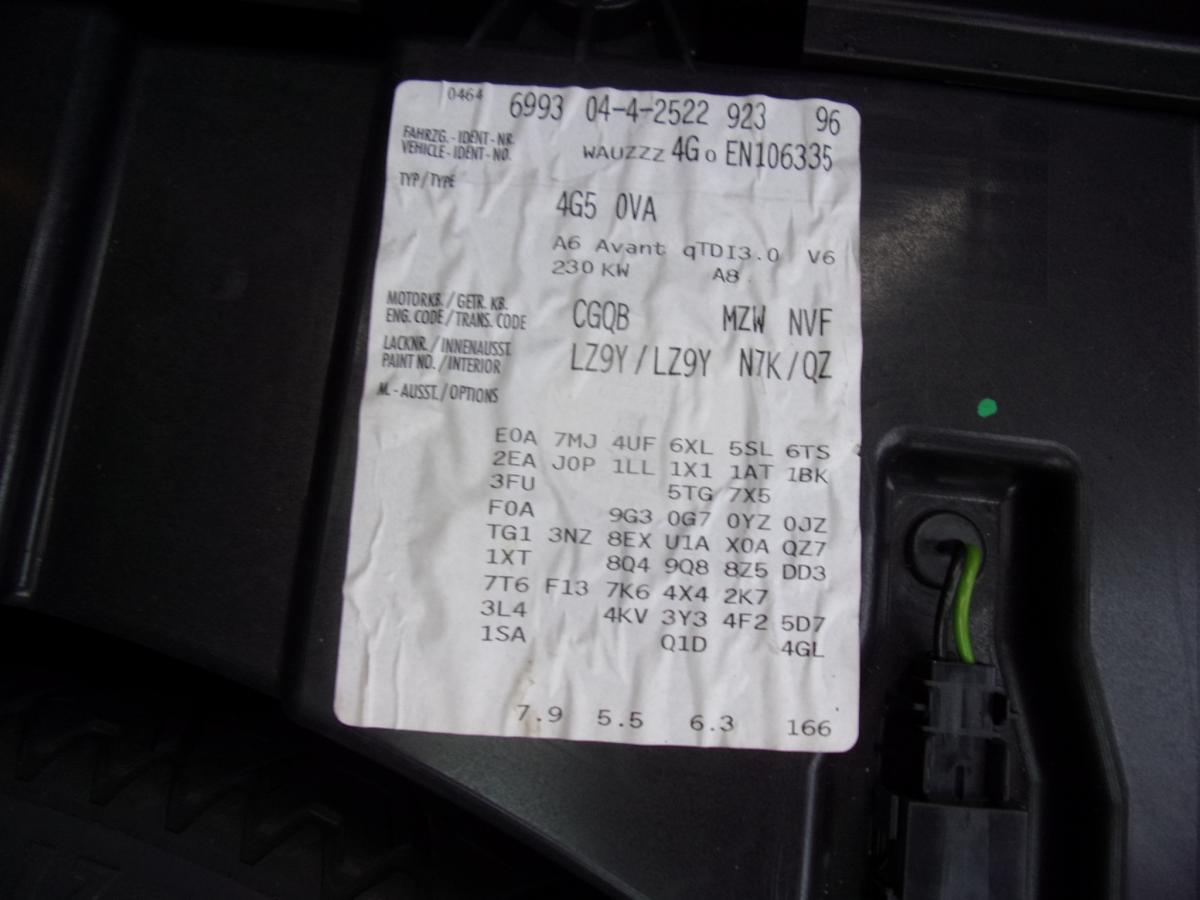 0464 6993 04-4-2522 923 96
FAHRZG.-IDENT-NR.
VEHICLE-IDENT-NO. WAUZZZ 4G0 EN106335
TYP/TYPE
4G5 0VA
A6 Avant qTDI3.0 V6
230 KW A8
MOTORKB./GETR. KB.
ENG. CODE/TRANS. CODE CGQB MZW NVF
LACKNR./INNENAUSST.
PAINT NO./INTERIOR LZ9Y/LZ9Y N7K/QZ
M.-AUSST./OPTIONS
E0A 7MJ 4UF 6XL 5SL 6TS
2EA J0P 1LL 1X1 1AT 1BK
3FU 5TG 7X5
F0A 9G3 0G7 0YZ 0JZ
TG1 3NZ 8EX U1A X0A QZ7
1XT 8Q4 9Q8 8Z5 DD3
7T6 F13 7K6 4X4 2K7
3L4 4KV 3Y3 4F2 5D7
1SA Q1D 4GL
7.9 5.5 6.3 166